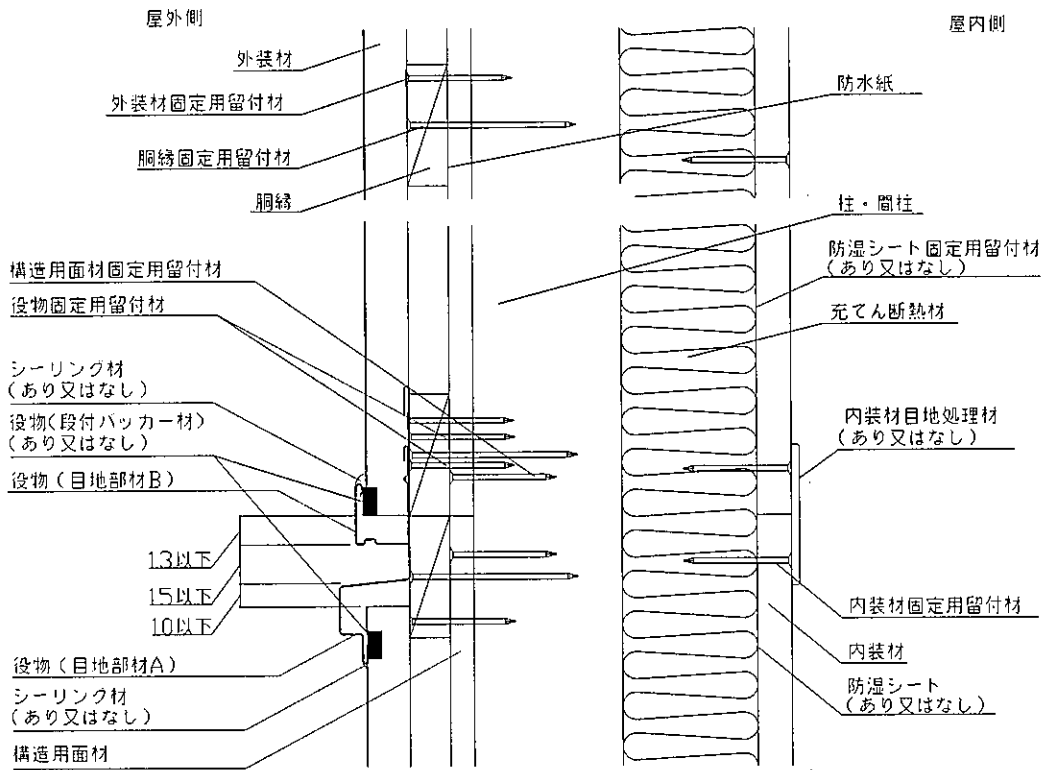 屋外側
屋内側
外装材
外装材固定用留付材
胴縁固定用留付材
胴縁
構造用面材固定用留付材
役物固定用留付材
シーリング材
(あり又はなし)
役物(段付バッカー材)
(あり又はなし)
役物(目地部材B)
13以下
15以下
10以下
役物(目地部材A)
シーリング材
(あり又はなし)
構造用面材
防水紙
柱・間柱
防湿シート固定用留付材
(あり又はなし)
充てん断熱材
内装材目地処理材
(あり又はなし)
内装材固定用留付材
内装材
防湿シート
(あり又はなし)